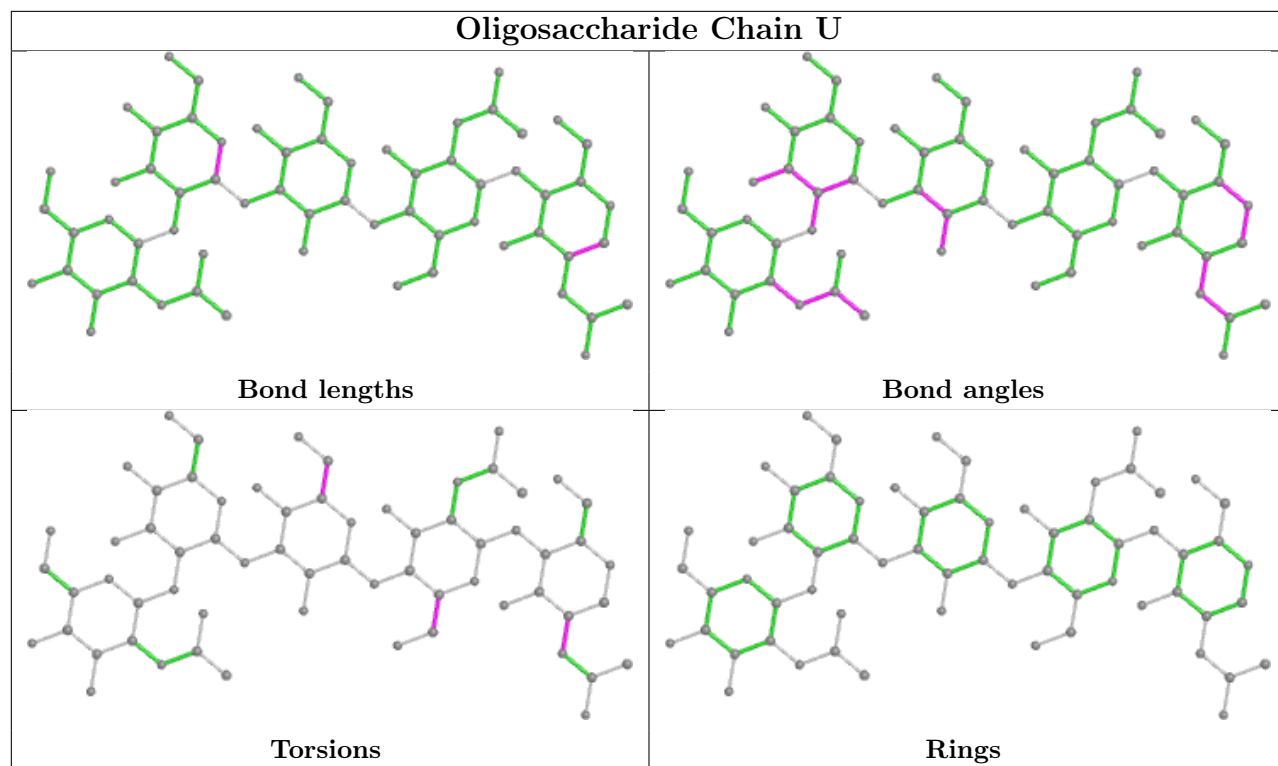 Oligosaccharide Chain U
Bond lengths
Bond angles
Torsions
Rings